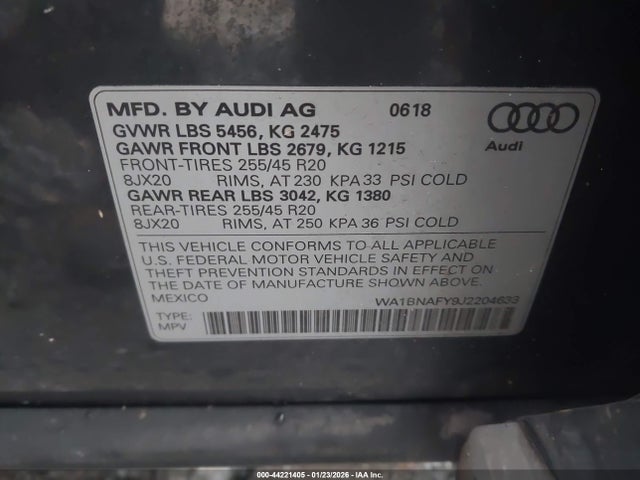 MFD. BY AUDI AG 0618
GVWR LBS 5456, KG 2475
GAWR FRONT LBS 2679, KG 1215
FRONT-TIRES 255/45 R20
8JX20 RIMS, AT 230 KPA 33 PSI COLD
GAWR REAR LBS 3042, KG 1380
REAR-TIRES 255/45 R20
8JX20 RIMS, AT 250 KPA 36 PSI COLD
Audi
THIS VEHICLE CONFORMS TO ALL APPLICABLE
U.S. FEDERAL MOTOR VEHICLE SAFETY AND
THEFT PREVENTION STANDARDS IN EFFECT ON
THE DATE OF MANUFACTURE SHOWN ABOVE.
MEXICO WA1BNAFY9J2204633
TYPE:
MPV
000-44221405 - 01/23/2026 - IAA Inc.